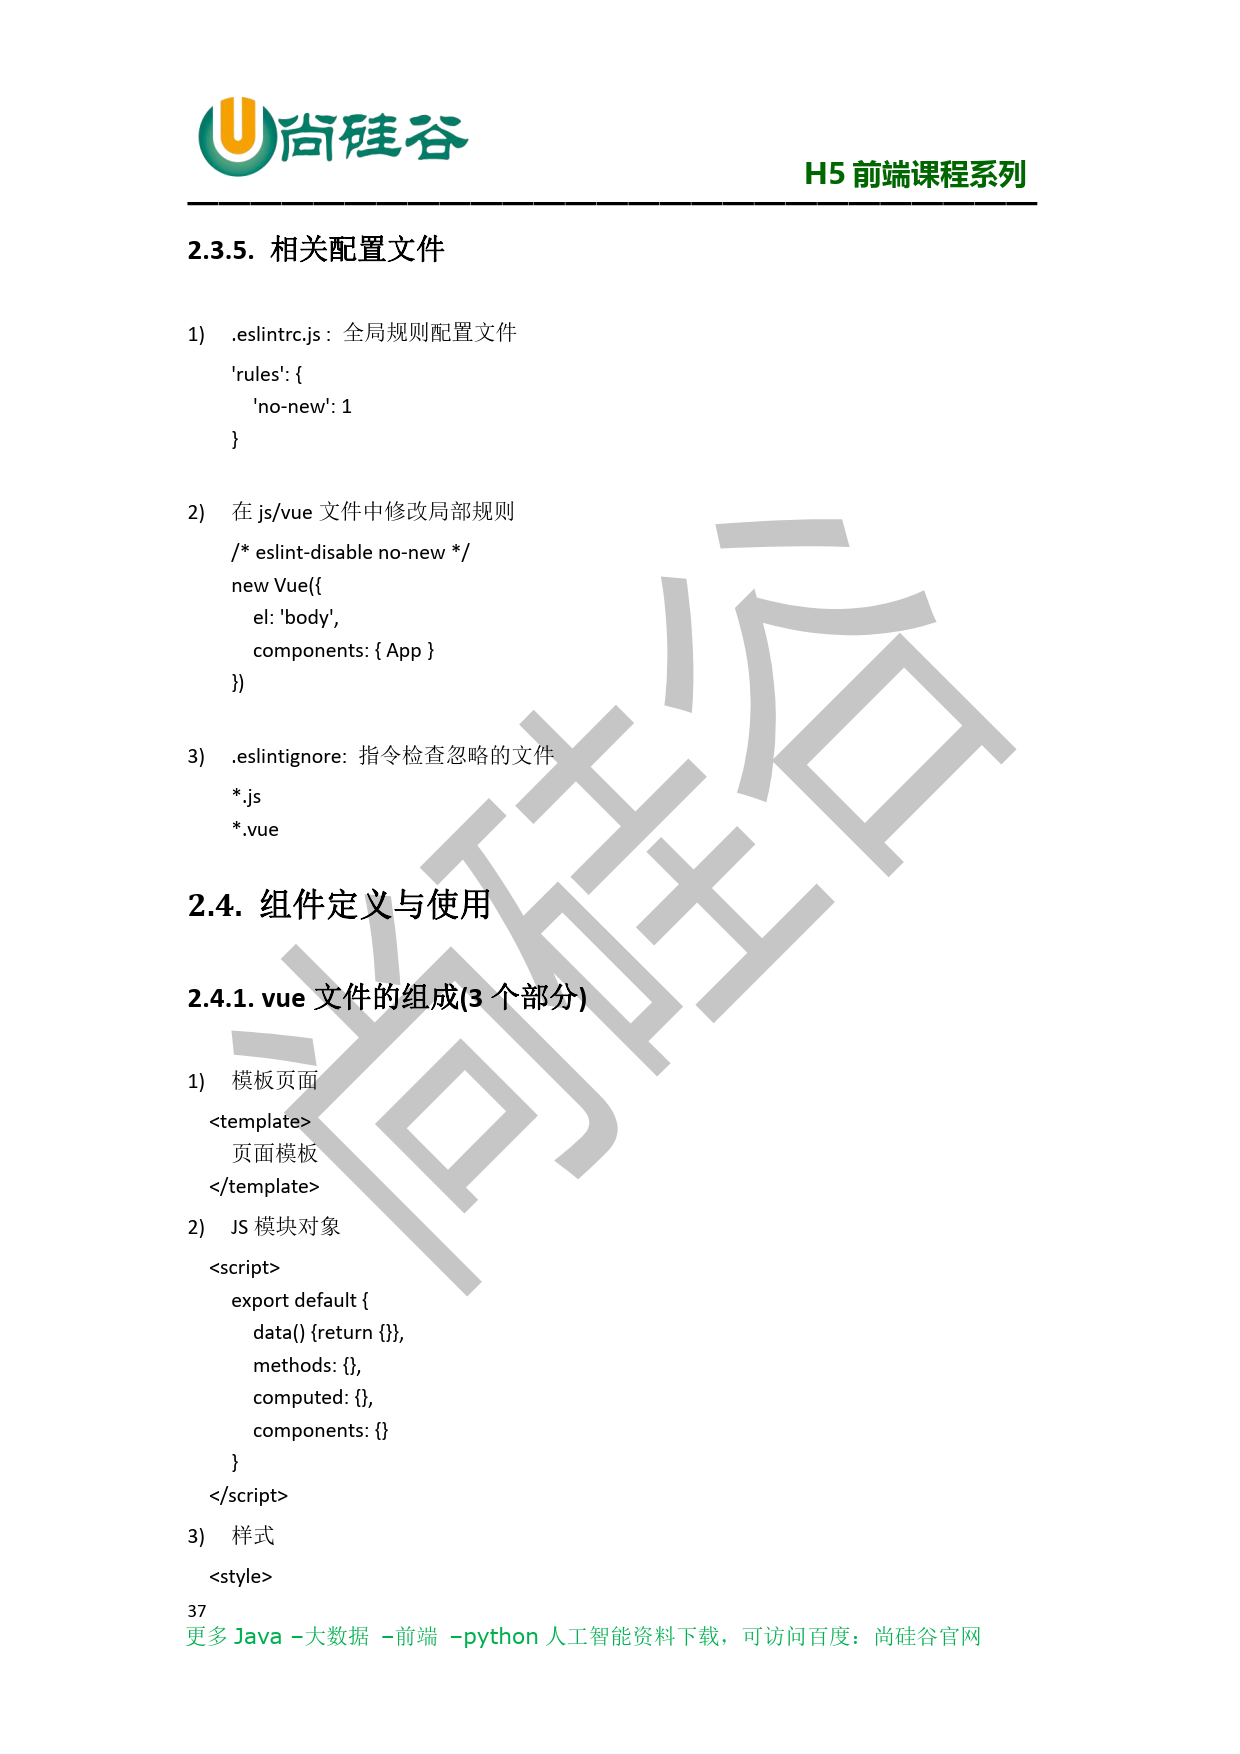 尚硅谷
H5 前端课程系列
2.3.5. 相关配置文件
1) .eslintrc.js : 全局规则配置文件
'rules': {
'no-new': 1
}
2) 在 js/vue 文件中修改局部规则
/* eslint-disable no-new */
new Vue({
el: 'body',
components: { App }
})
3) .eslintignore: 指令检查忽略的文件
*.js
*.vue
2.4. 组件定义与使用
2.4.1. vue 文件的组成(3 个部分)
1) 模板页面
<template>
页面模板
</template>
2) JS 模块对象
<script>
export default {
data() {return {}},
methods: {},
computed: {},
components: {}
}
</script>
3) 样式
<style>
37
更多 Java –大数据 –前端 –python 人工智能资料下载，可访问百度：尚硅谷官网
尚硅谷